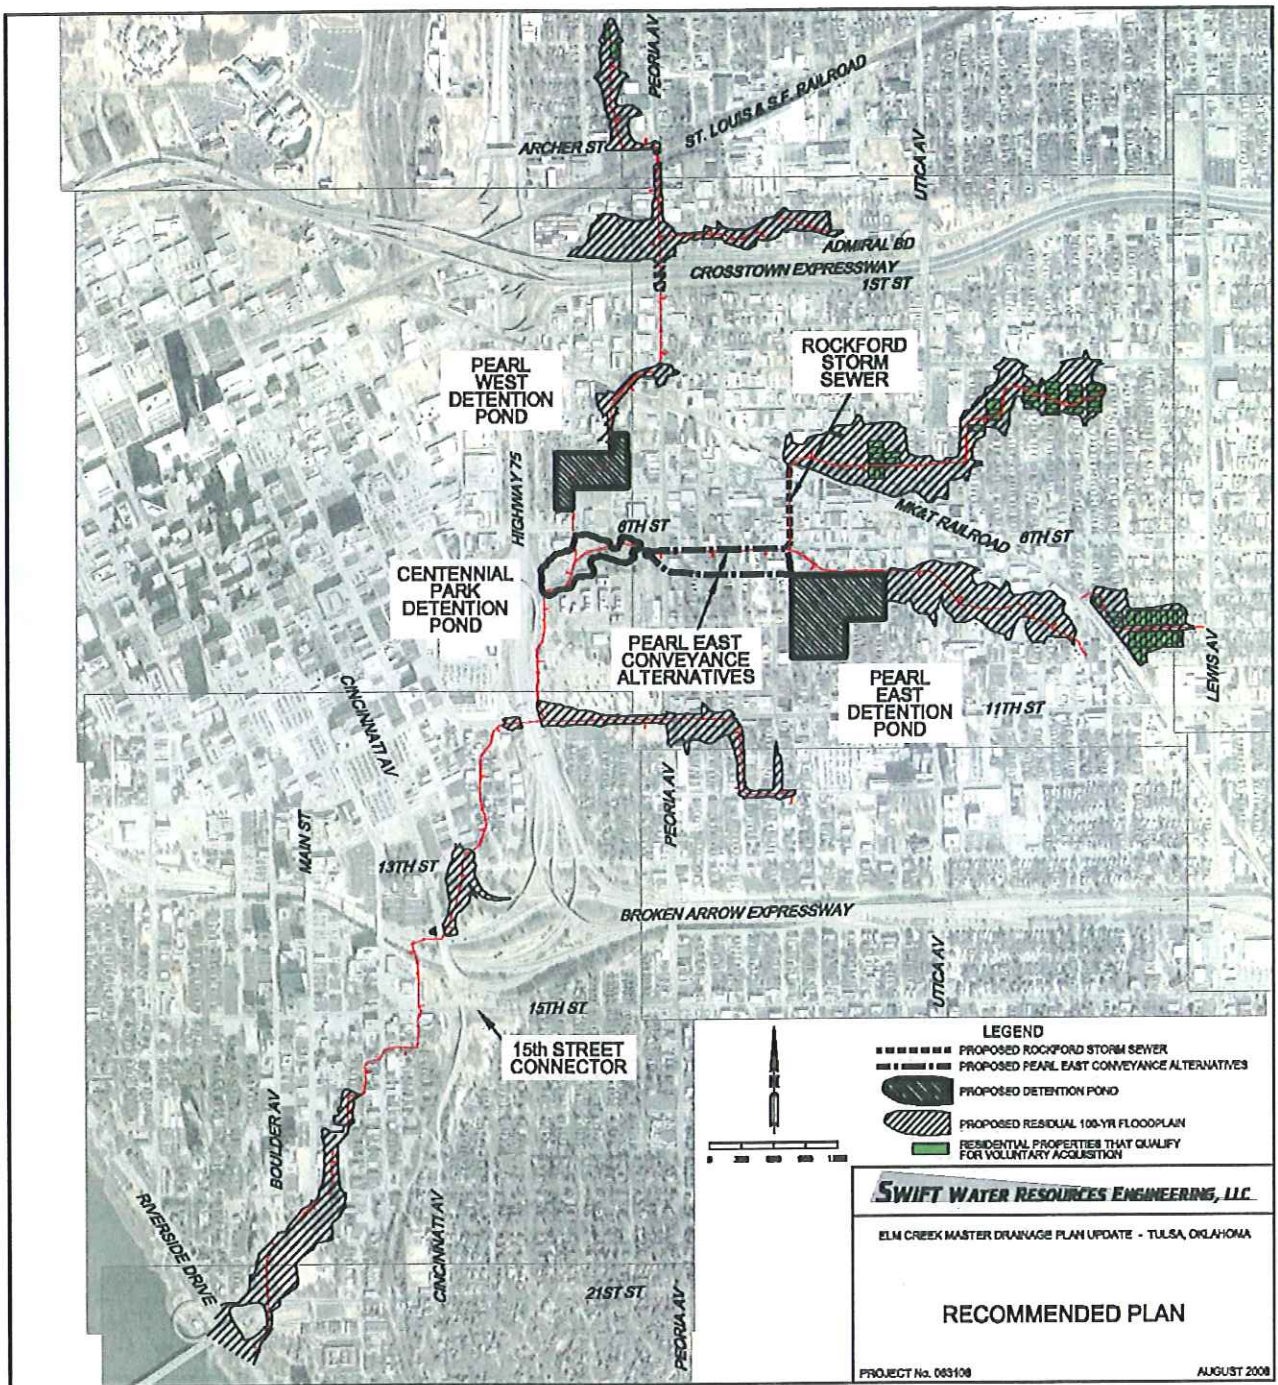 PEORIA AV
ST. LOUIS & S.F. RAILROAD
ARCHER ST
UTICA AV
ADMIRAL BD
CROSSTOWN EXPRESSWAY
1ST ST
PEARL
WEST
DETENTION
POND
ROCKFORD
STORM
SEWER
HIGHWAY 75
6TH ST
MK&T RAILROAD
6TH ST
CENTENNIAL
PARK
DETENTION
POND
PEARL EAST
CONVEYANCE
ALTERNATIVES
PEARL
EAST
DETENTION
POND
LEWIS AV
11TH ST
CINCINNATI AV
PEORIA AV
MAIN ST
13TH ST
BROKEN ARROW EXPRESSWAY
UTICA AV
15TH ST
15th STREET
CONNECTOR
BOULDER AV
RIVERSIDE DRIVE
CINCINNATI AV
21ST ST
PEORIA AV
LEGEND
PROPOSED ROCKFORD STORM SEWER
PROPOSED PEARL EAST CONVEYANCE ALTERNATIVES
PROPOSED DETENTION POND
PROPOSED RESIDUAL 100-YR FLOODPLAIN
RESIDENTIAL PROPERTIES THAT QUALIFY
FOR VOLUNTARY ACQUISITION
SWIFT WATER RESOURCES ENGINEERING, LLC
ELM CREEK MASTER DRAINAGE PLAN UPDATE - TULSA, OKLAHOMA
RECOMMENDED PLAN
PROJECT No. 063108